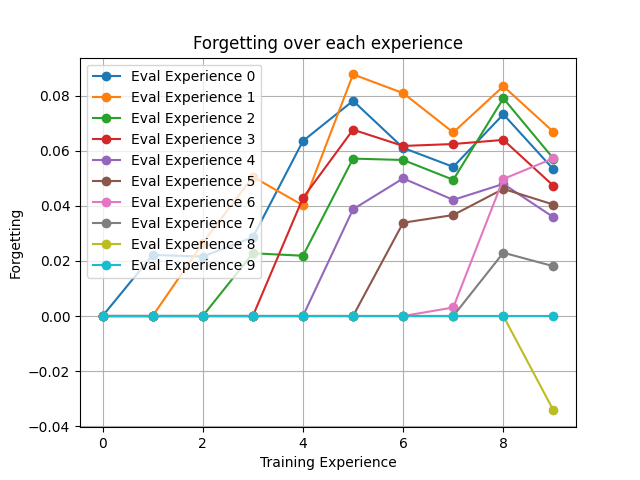 Forgetting over each experience
Eval Experience 0
Eval Experience 1
Eval Experience 2
Eval Experience 3
Eval Experience 4
Eval Experience 5
Eval Experience 6
Eval Experience 7
Eval Experience 8
Eval Experience 9
Forgetting
0.08
0.06
0.04
0.02
0.00
−0.02
−0.04
0 2 4 6 8
Training Experience